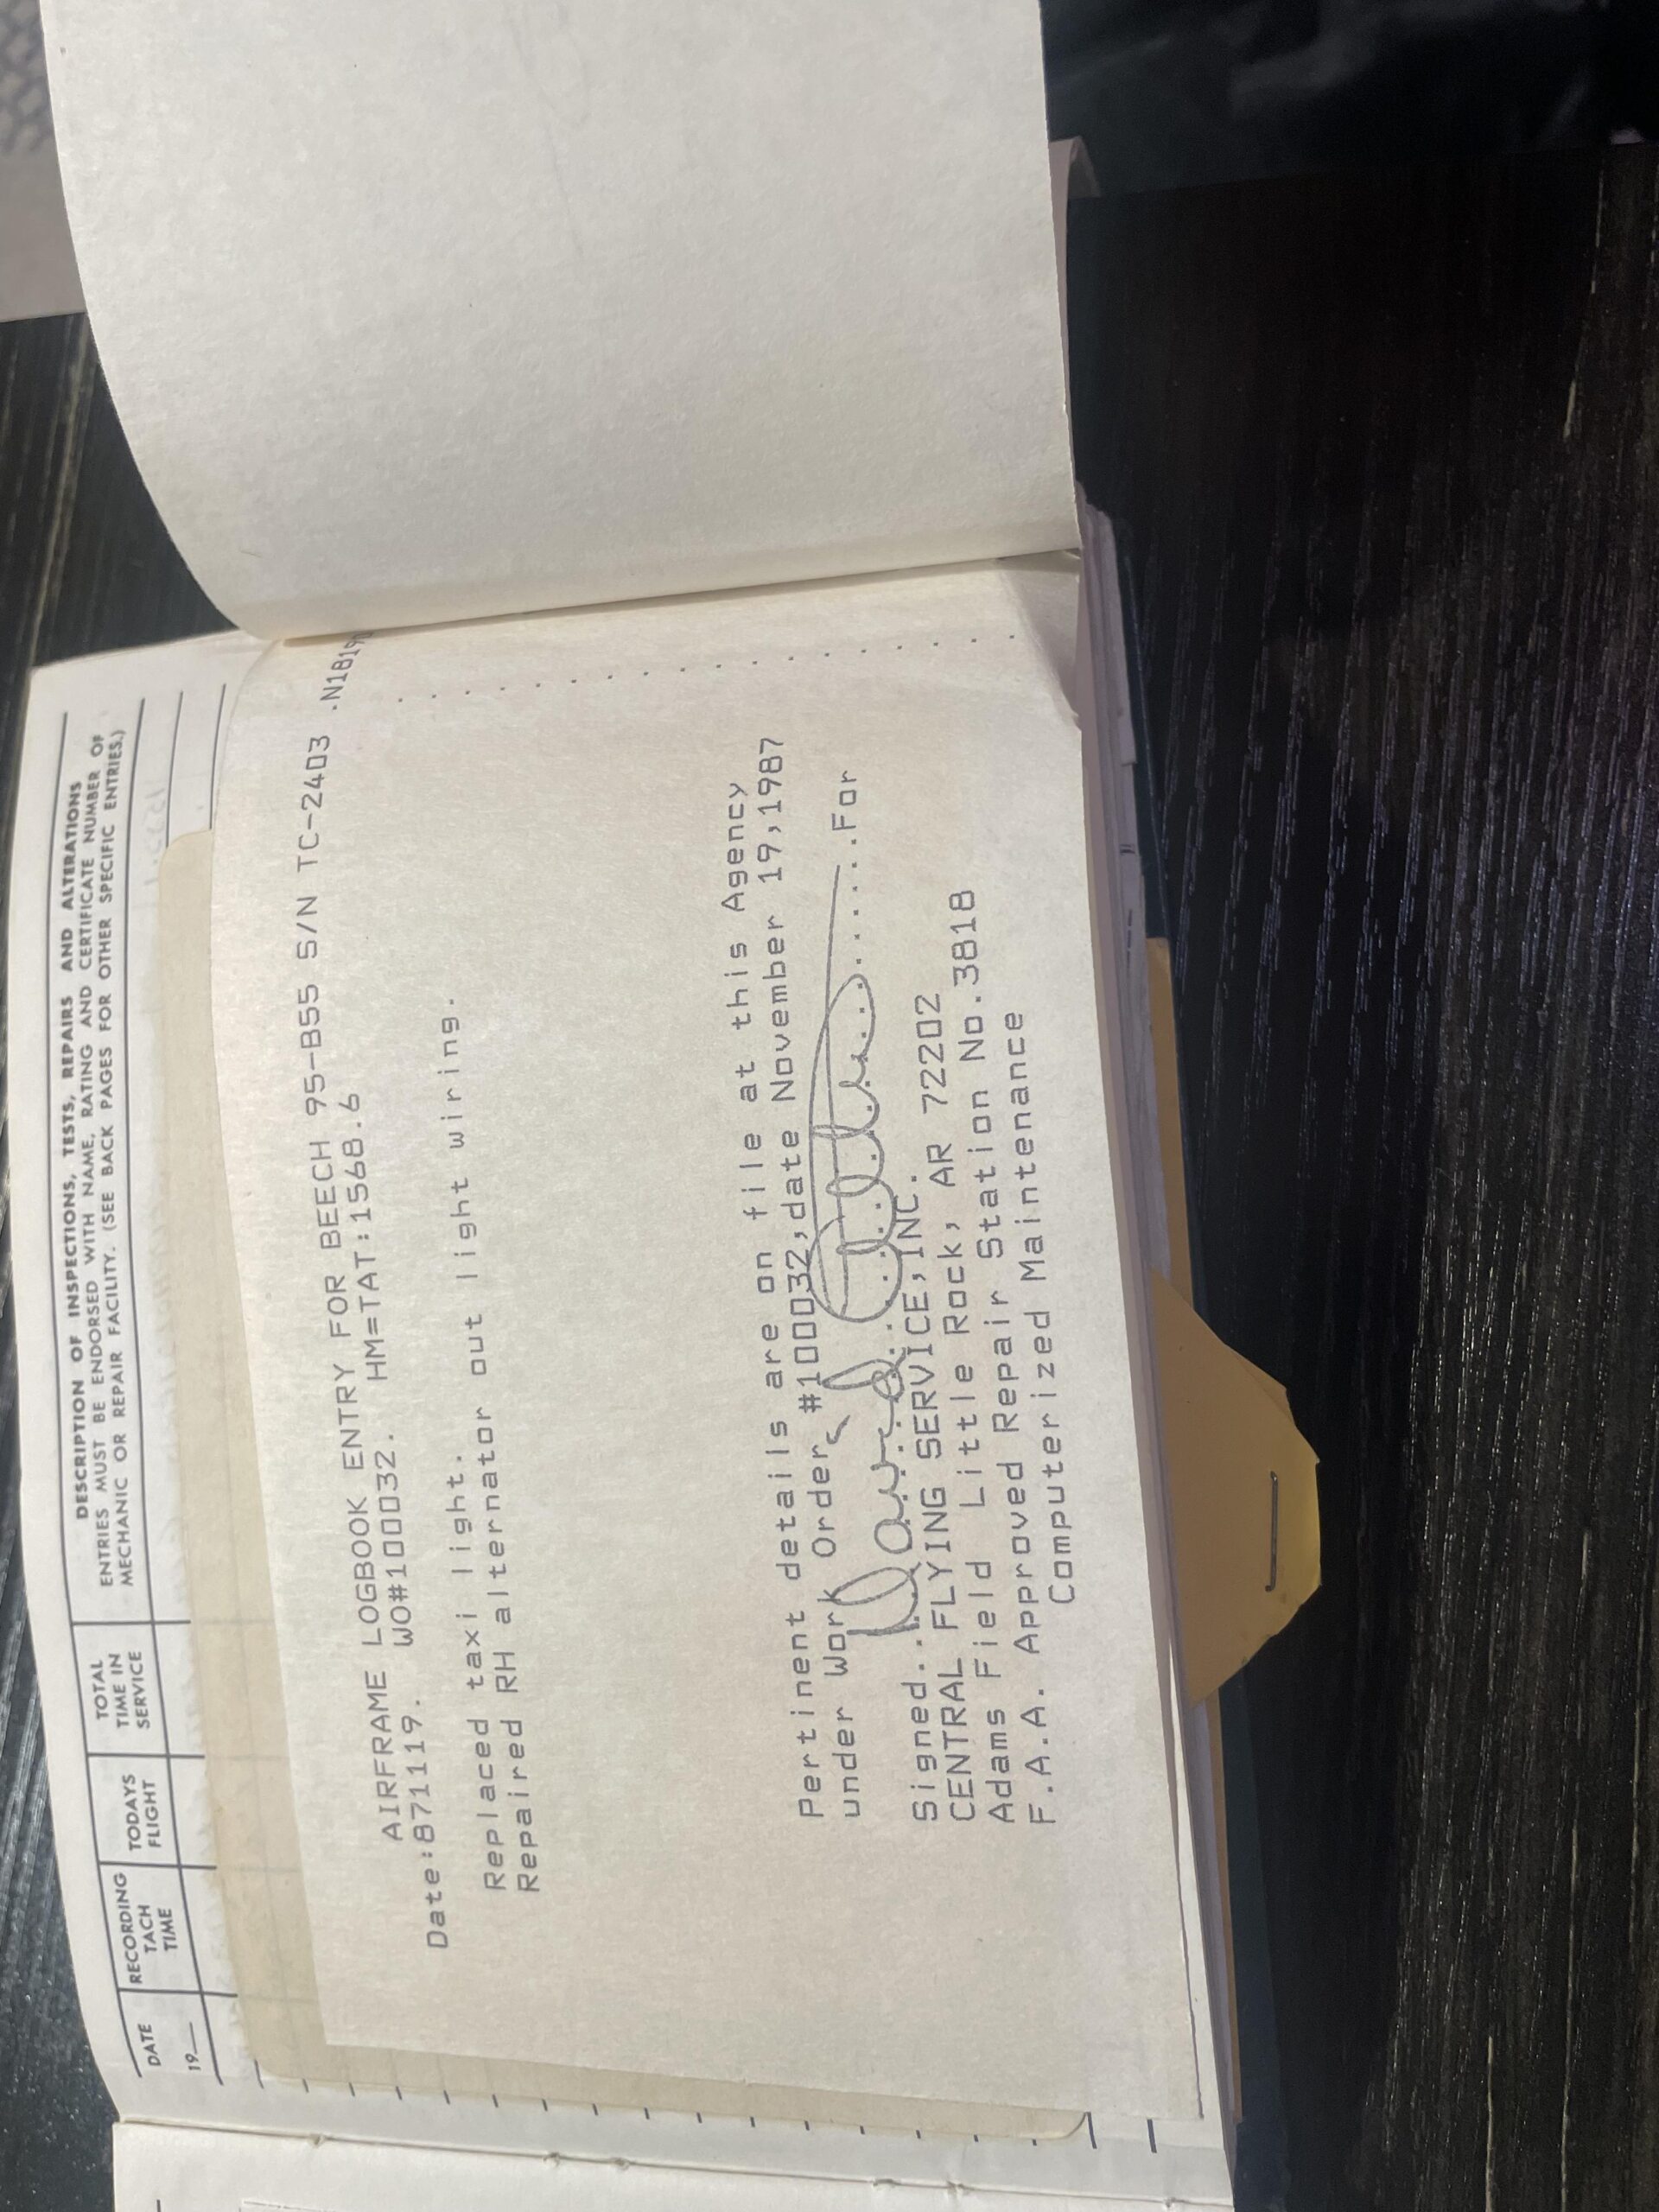 DESCRIPTION OF INSPECTIONS, TESTS, REPAIRS AND ALTERATIONS
ENTRIES MUST BE ENDORSED WITH NAME, RATING AND CERTIFICATE NUMBER OF
MECHANIC OR REPAIR FACILITY. (SEE BACK PAGES FOR OTHER SPECIFIC ENTRIES.)
DATE
RECORDING TACH TIME
TODAYS FLIGHT
TOTAL TIME IN SERVICE
19__
AIRFRAME LOGBOOK ENTRY FOR BEECH 95-B55 S/N TC-2403 .N1819
Date:871119. WO#100032. HM=TAT:1568.6
Replaced taxi light.
Repaired RH alternator out light wiring.
Pertinent details are on file at this Agency
under Work Order #100032,date November 19,1987
Signed.. David ......For
CENTRAL FLYING SERVICE,INC.
Adams Field Little Rock, AR 72202
F.A.A. Approved Repair Station No.3818
Computerized Maintenance